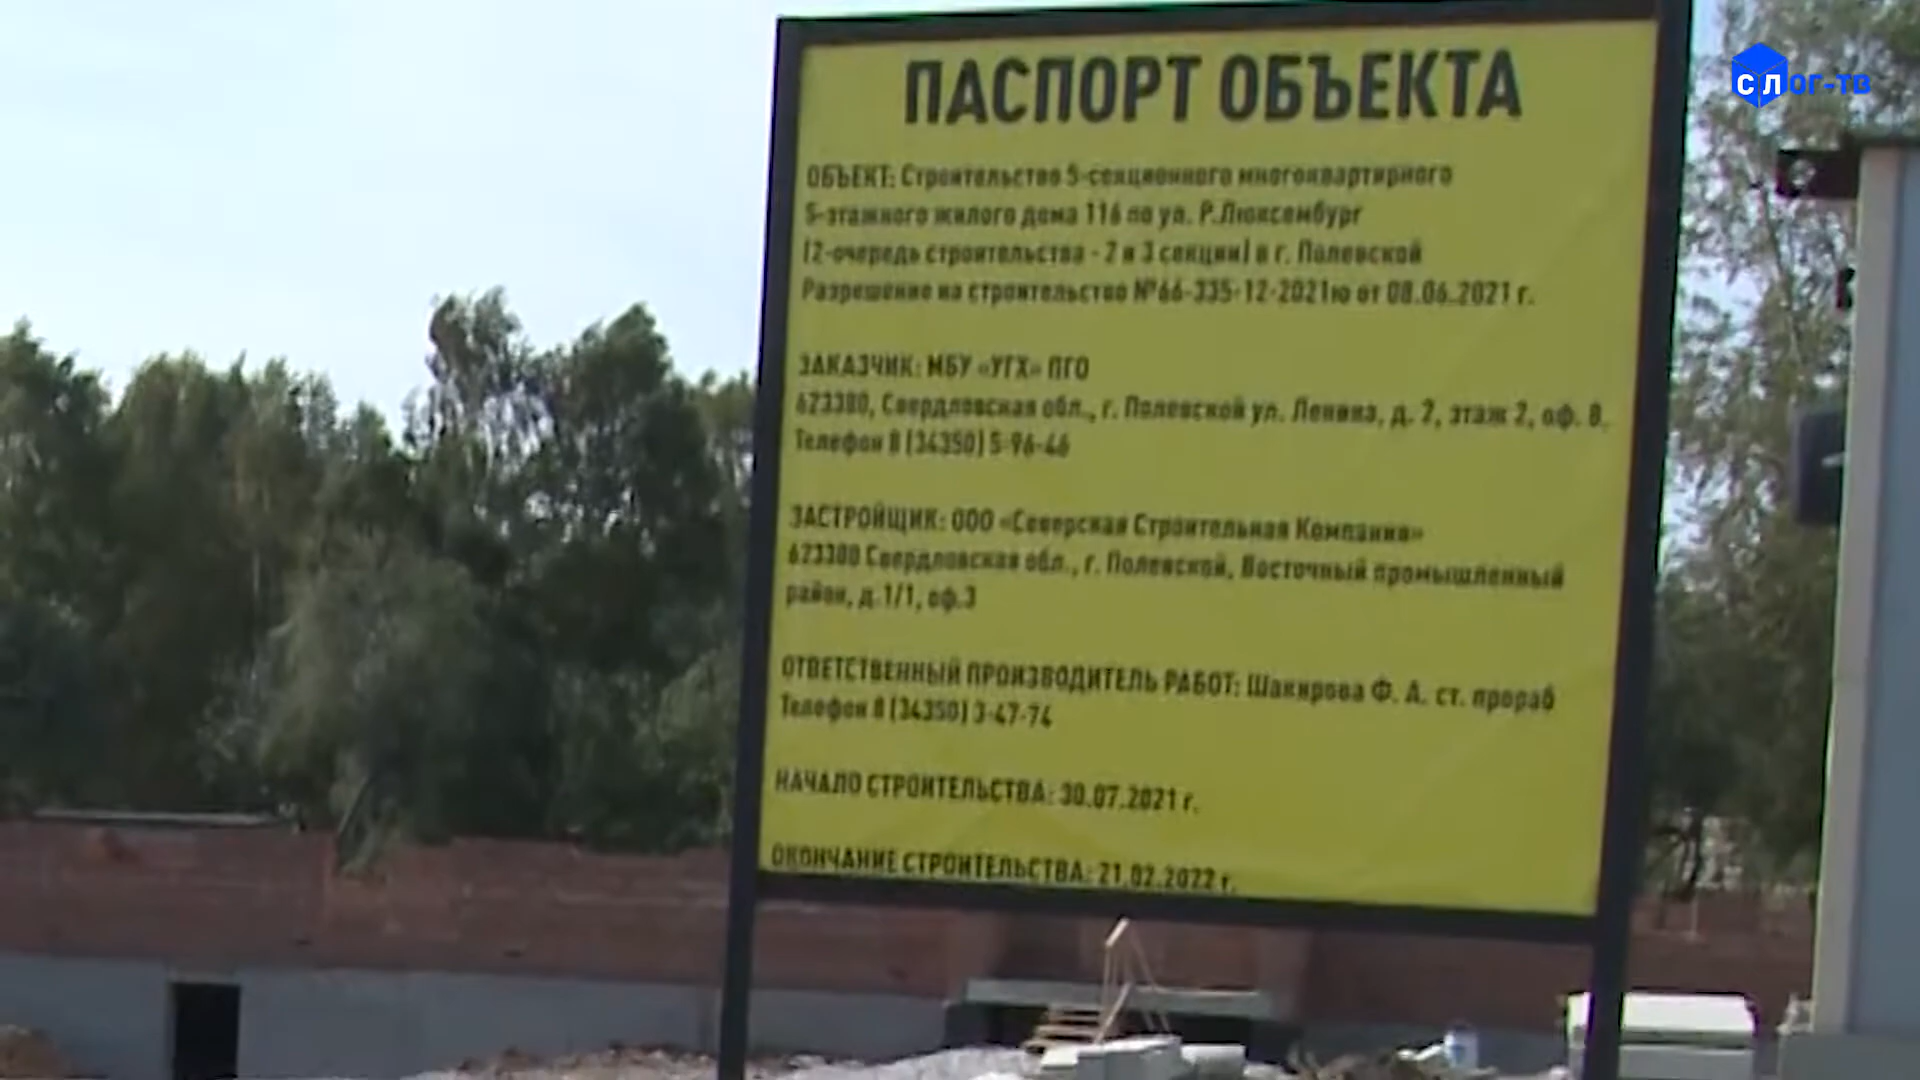 СЛОГ-ТВ
ПАСПОРТ ОБЪЕКТА
ОБЪЕКТ: Строительство 5-секционного многоквартирного
5-этажного жилого дома 116 по ул. Р.Люксембург
(2-очередь строительства - 2 и 3 секции) в г. Полевской
Разрешение на строительство №66-335-12-2021ю от 08.06.2021 г.
ЗАКАЗЧИК: МБУ «УГХ» ПГО
623380, Свердловская обл., г. Полевской ул. Ленина, д. 2, этаж 2, оф. 8.
Телефон 8 (34350) 5-96-46
ЗАСТРОЙЩИК: ООО «Северская Строительная Компания»
623380 Свердловская обл., г. Полевской, Восточный промышленный
район, д.1/1, оф.3
ОТВЕТСТВЕННЫЙ ПРОИЗВОДИТЕЛЬ РАБОТ: Шакирова Ф. А. ст. прораб
Телефон 8 (34350) 3-47-74
НАЧАЛО СТРОИТЕЛЬСТВА: 30.07.2021 г.
ОКОНЧАНИЕ СТРОИТЕЛЬСТВА: 21.02.2022 г.